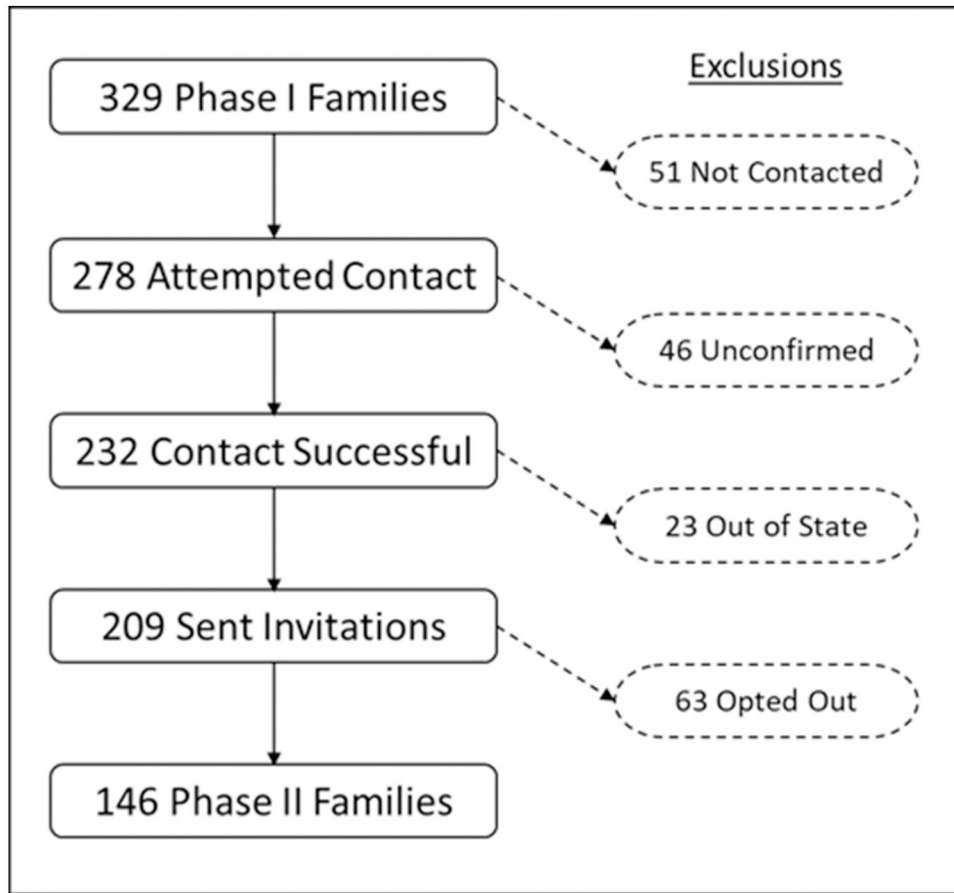 Exclusions
329 Phase I Families
51 Not Contacted
278 Attempted Contact
46 Unconfirmed
232 Contact Successful
23 Out of State
209 Sent Invitations
63 Opted Out
146 Phase II Families